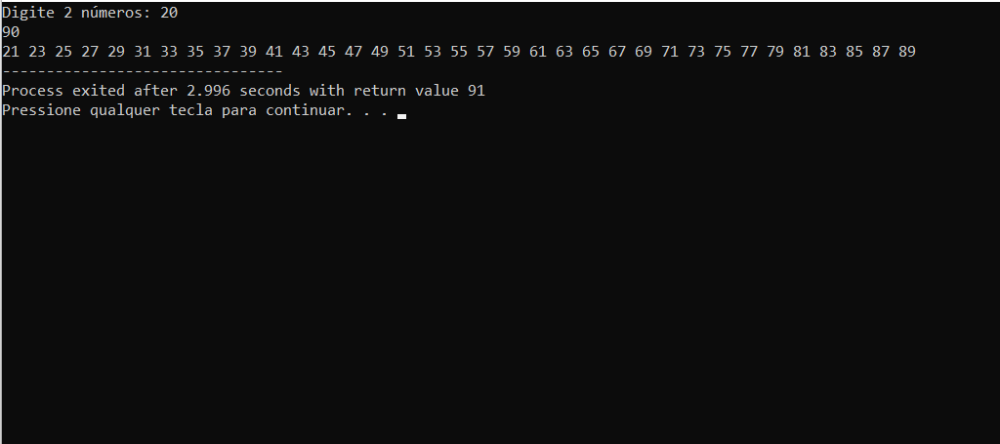 Digite 2 números: 20
90
21 23 25 27 29 31 33 35 37 39 41 43 45 47 49 51 53 55 57 59 61 63 65 67 69 71 73 75 77 79 81 83 85 87 89
--------------------------------
Process exited after 2.996 seconds with return value 91
Pressione qualquer tecla para continuar. . .